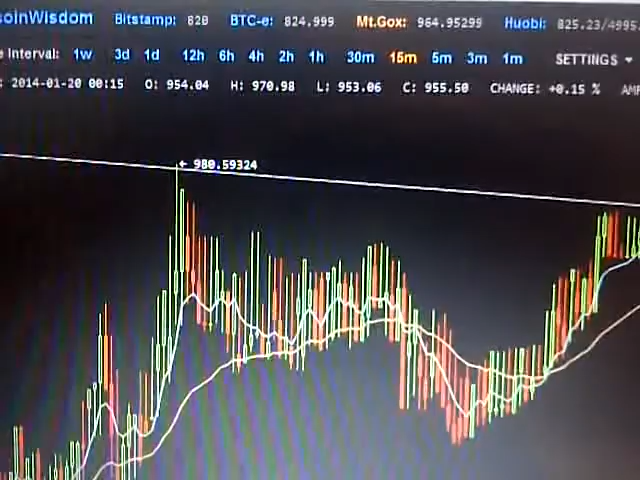 coinWisdom Bitstamp: 820 BTC-e: 824.999 Mt.Gox: 964.95299 Huobi: 825.23/4995.
e Interval: 1w 3d 1d 12h 6h 4h 2h 1h 30m 15m 5m 3m 1m SETTINGS
: 2014-01-20 00:15 O: 954.04 H: 970.98 L: 953.06 C: 955.50 CHANGE: +0.15 % AM
← 980.59324